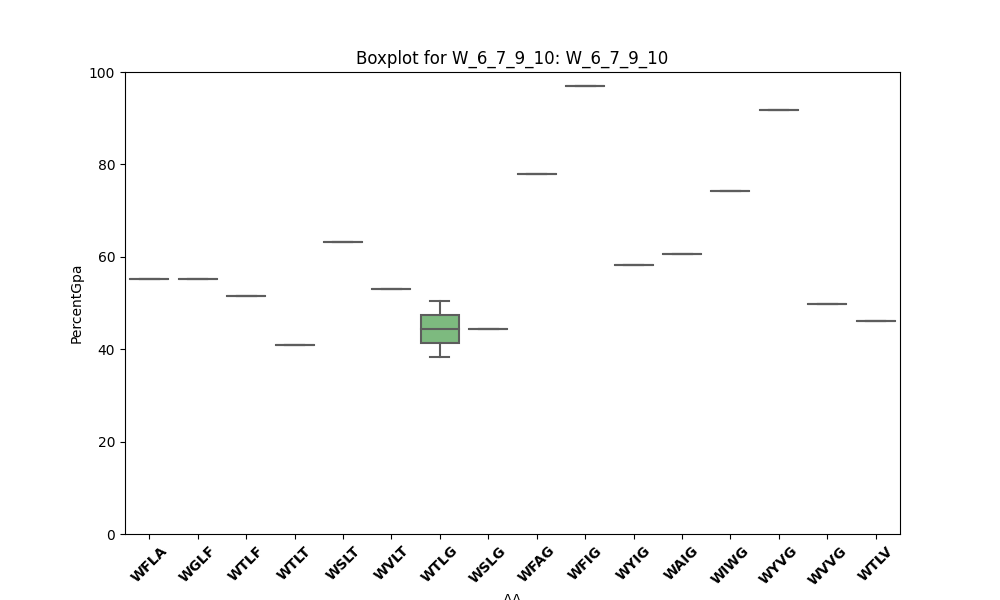 Boxplot for W_6_7_9_10: W_6_7_9_10
100
80
60
40
20
0
PercentGpa
WFLA
WGLF
WTLF
WTLT
WSLT
WVLT
WTLG
WSLG
WFAG
WFIG
WYIG
WAIG
WIWG
WYVG
WVVG
WTLV
AA